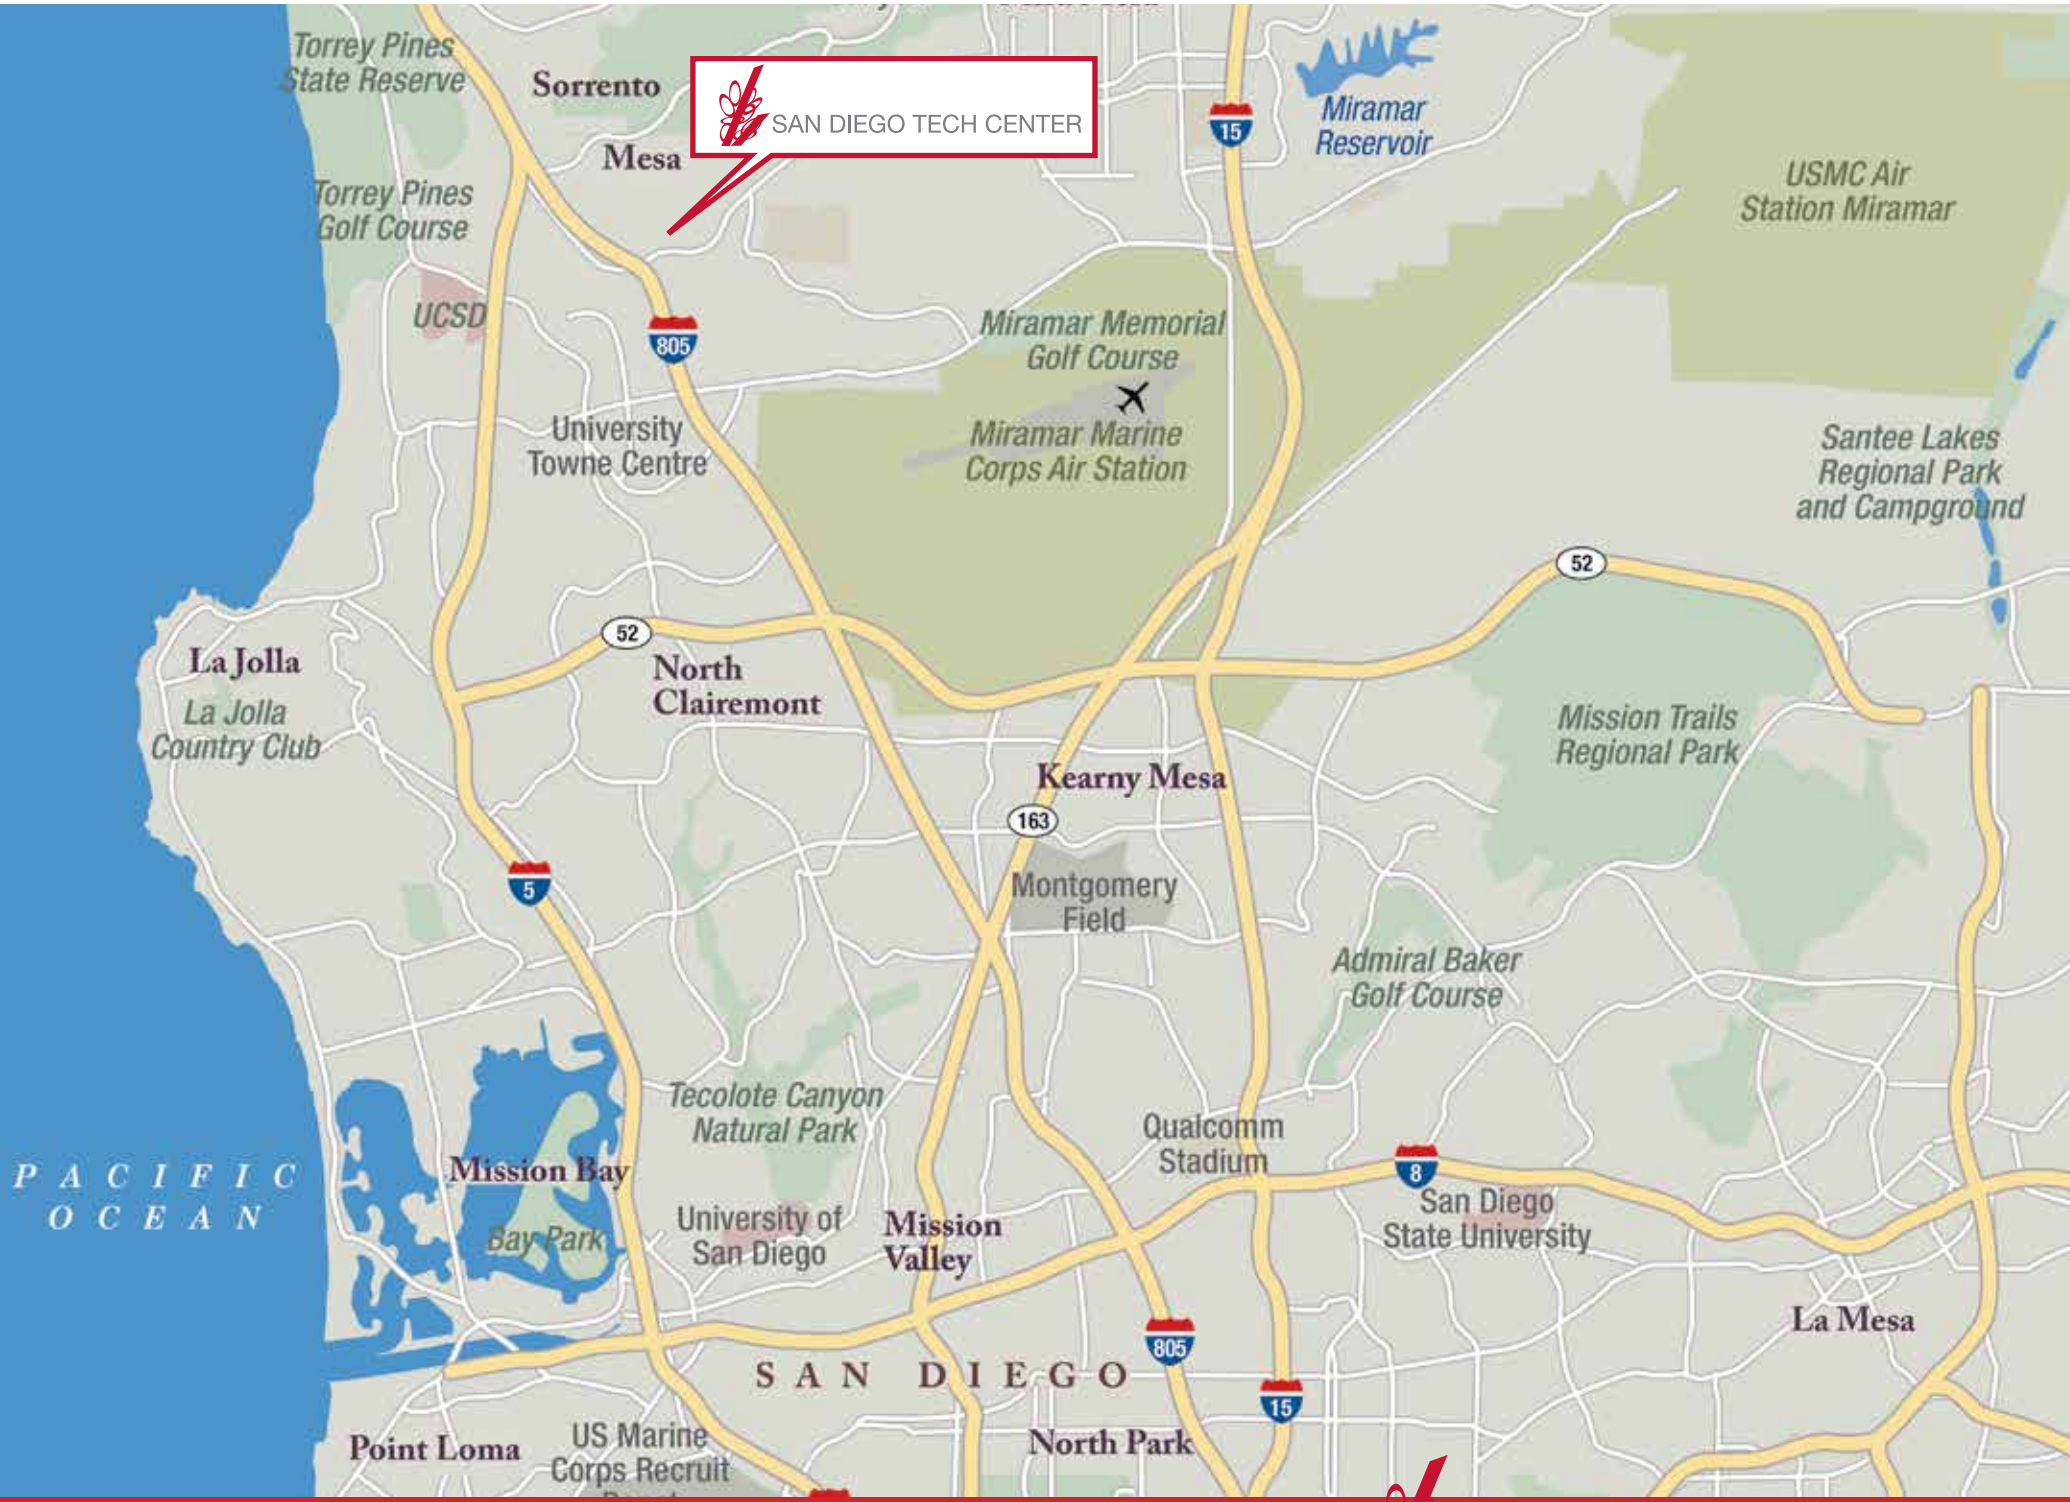 Torrey Pines
State Reserve
Sorrento
Mesa
SAN DIEGO TECH CENTER
15
Miramar
Reservoir
USMC Air
Station Miramar
Torrey Pines
Golf Course
UCSD
805
Miramar Memorial
Golf Course
Miramar Marine
Corps Air Station
University
Towne Centre
Santee Lakes
Regional Park
and Campground
52
52
La Jolla
La Jolla
Country Club
North
Clairemont
Mission Trails
Regional Park
Kearny Mesa
163
Montgomery
Field
5
Admiral Baker
Golf Course
Tecolote Canyon
Natural Park
Qualcomm
Stadium
PACIFIC
OCEAN
Mission Bay
Bay Park
University of
San Diego
Mission
Valley
8
San Diego
State University
La Mesa
805
SAN DIEGO
15
Point Loma
US Marine
Corps Recruit
North Park